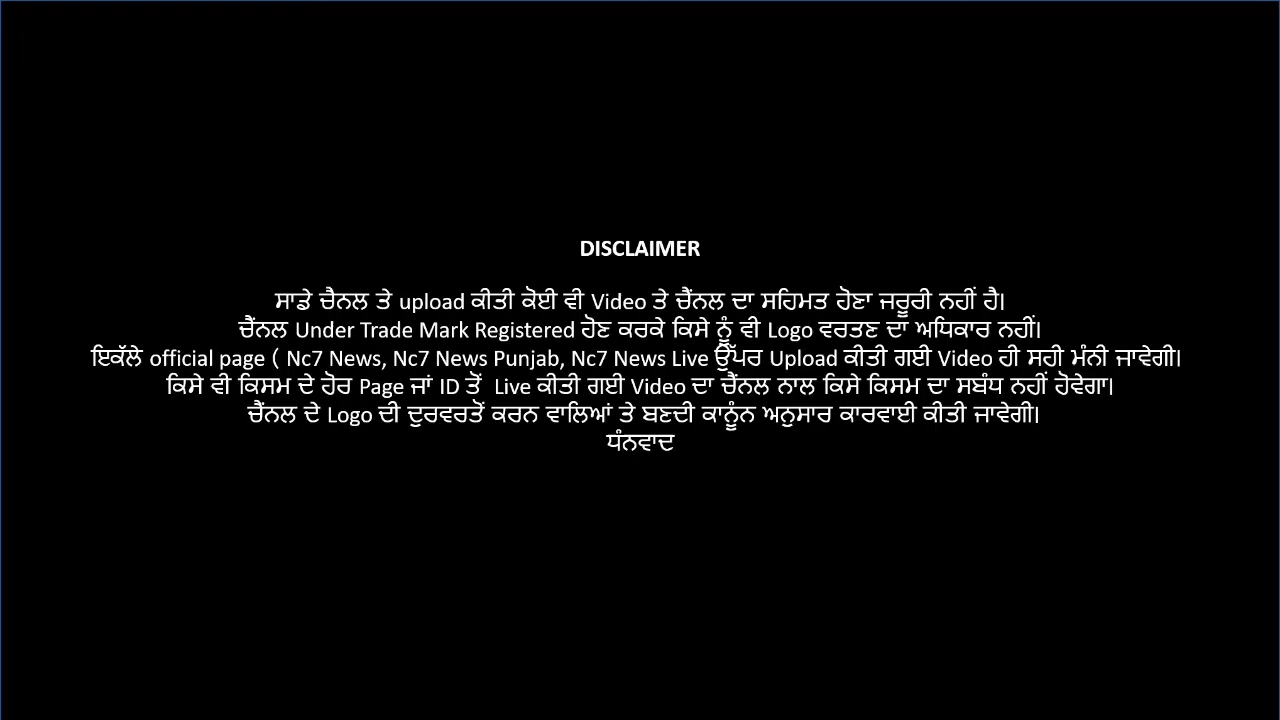 DISCLAIMER
ਸਾਡੇ ਚੈਨਲ ਤੇ upload ਕੀਤੀ ਕੋਈ ਵੀ Video ਤੇ ਚੈਂਨਲ ਦਾ ਸਹਿਮਤ ਹੋਣਾ ਜਰੂਰੀ ਨਹੀਂ ਹੈ।
ਚੈਂਨਲ Under Trade Mark Registered ਹੋਣ ਕਰਕੇ ਕਿਸੇ ਨੂੰ ਵੀ Logo ਵਰਤਣ ਦਾ ਅਧਿਕਾਰ ਨਹੀਂ।
ਇਕੱਲੇ official page ( Nc7 News, Nc7 News Punjab, Nc7 News Live ਉੱਪਰ Upload ਕੀਤੀ ਗਈ Video ਹੀ ਸਹੀ ਮੰਨੀ ਜਾਵੇਗੀ।
ਕਿਸੇ ਵੀ ਕਿਸਮ ਦੇ ਹੋਰ Page ਜਾਂ ID ਤੋਂ  Live ਕੀਤੀ ਗਈ Video ਦਾ ਚੈਂਨਲ ਨਾਲ ਕਿਸੇ ਕਿਸਮ ਦਾ ਸਬੰਧ ਨਹੀਂ ਹੋਵੇਗਾ।
ਚੈਂਨਲ ਦੇ Logo ਦੀ ਦੁਰਵਰਤੋਂ ਕਰਨ ਵਾਲਿਆਂ ਤੇ ਬਣਦੀ ਕਾਨੂੰਨ ਅਨੁਸਾਰ ਕਾਰਵਾਈ ਕੀਤੀ ਜਾਵੇਗੀ।
ਧੰਨਵਾਦ